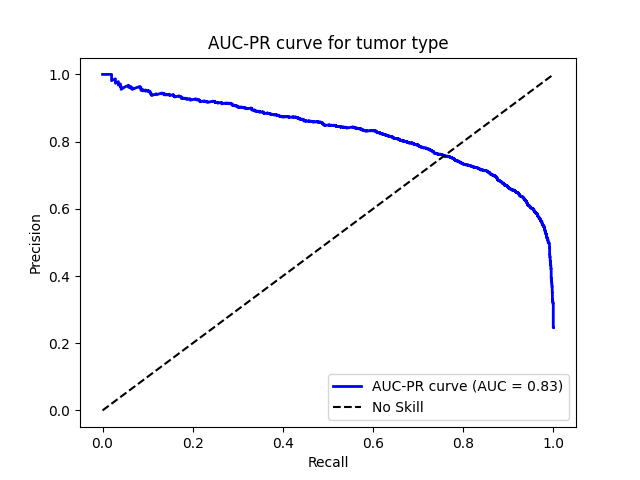 AUC-PR curve for tumor type
1.0
0.8
0.6
0.4
0.2
0.0
Precision
0.0 0.2 0.4 0.6 0.8 1.0
Recall
AUC-PR curve (AUC = 0.83)
No Skill